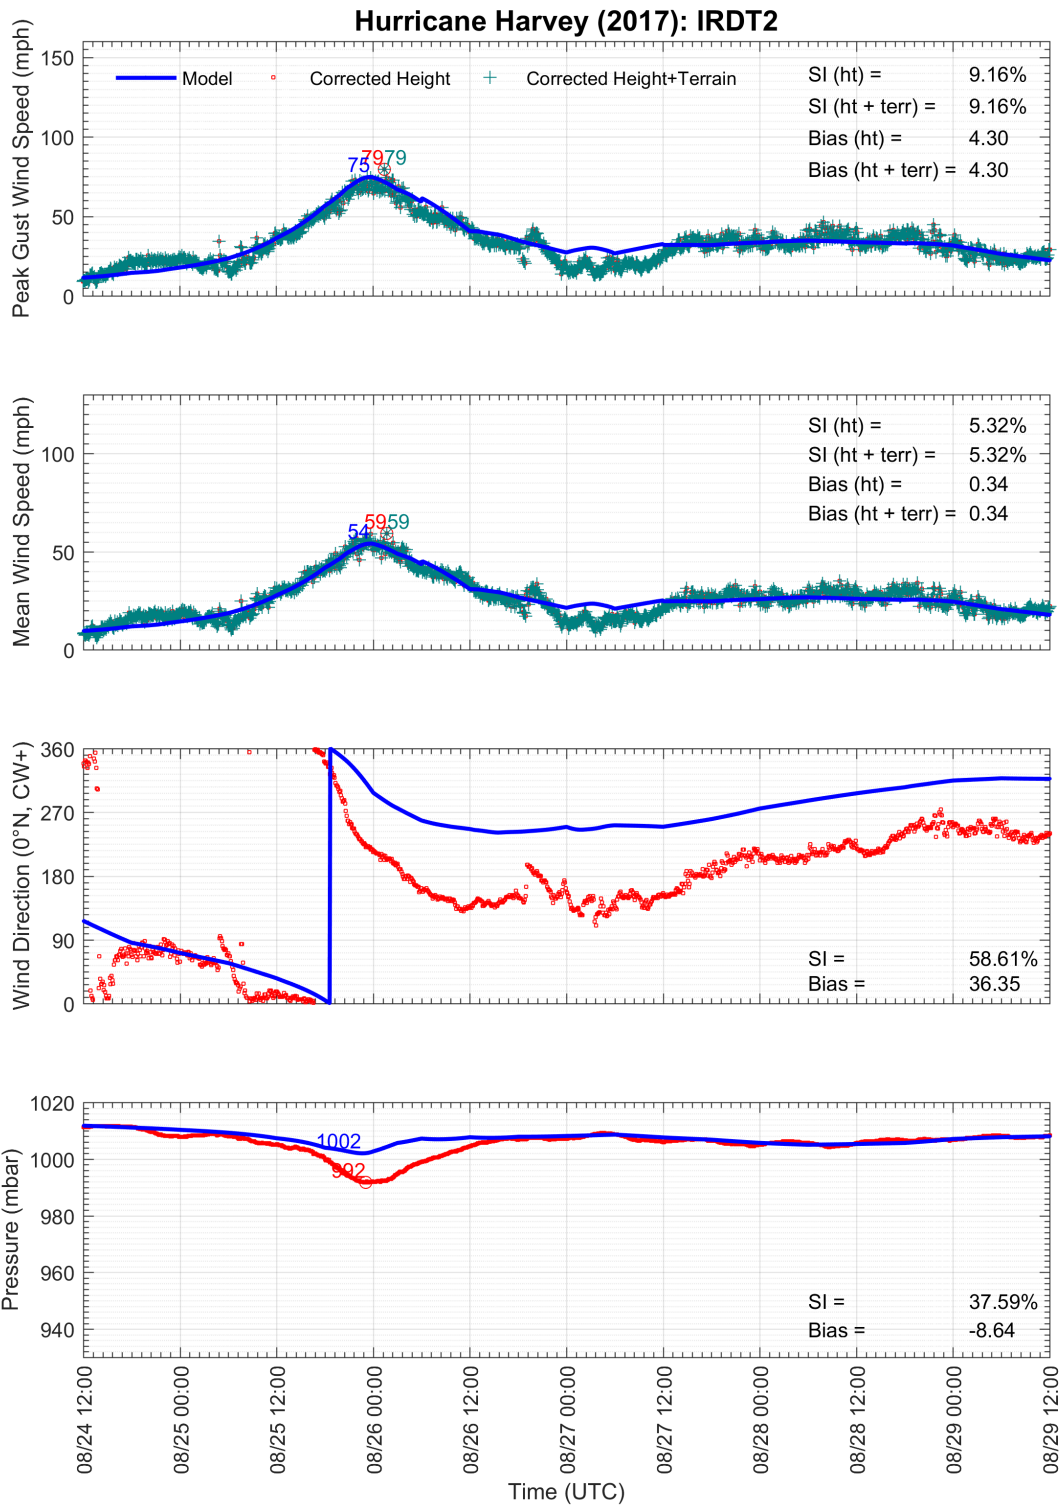 Hurricane Harvey (2017): IRDT2
Peak Gust Wind Speed (mph)
150
100
50
0
Model
Corrected Height
Corrected Height+Terrain
SI (ht) = 9.16%
SI (ht + terr) = 9.16%
Bias (ht) = 4.30
Bias (ht + terr) = 4.30
75
79
79
Mean Wind Speed (mph)
100
50
0
SI (ht) = 5.32%
SI (ht + terr) = 5.32%
Bias (ht) = 0.34
Bias (ht + terr) = 0.34
54
59
59
Wind Direction (0°N, CW+)
360
270
180
90
0
SI = 58.61%
Bias = 36.35
Pressure (mbar)
1020
1000
980
960
940
1002
992
SI = 37.59%
Bias = -8.64
08/24 12:00
08/25 00:00
08/25 12:00
08/26 00:00
08/26 12:00
08/27 00:00
08/27 12:00
08/28 00:00
08/28 12:00
08/29 00:00
08/29 12:00
Time (UTC)